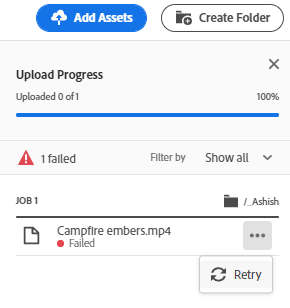 Add Assets
Create Folder
Upload Progress
Uploaded 0 of 1
100%
1 failed
Filter by
Show all
JOB 1
/_Ashish
Campfire embers.mp4
Failed
Retry